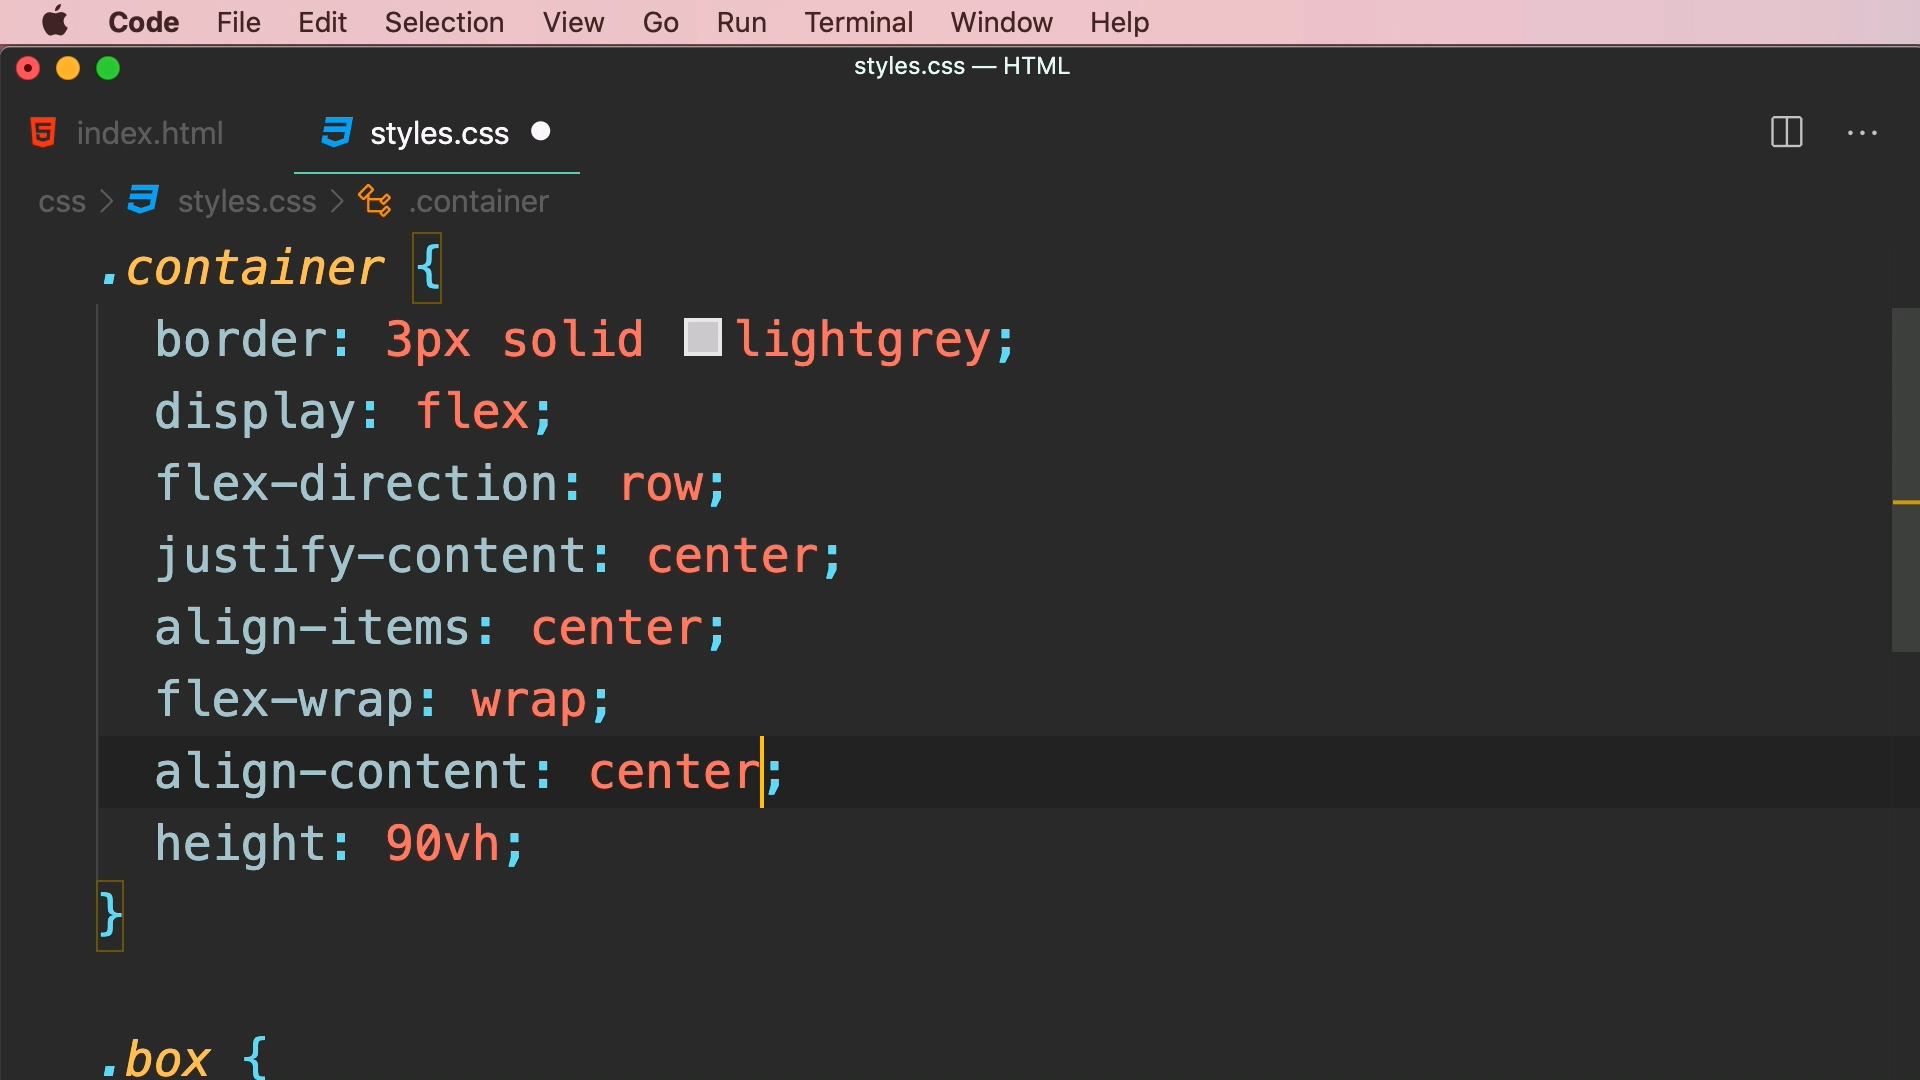 Code File Edit Selection View Go Run Terminal Window Help
styles.css — HTML
index.html styles.css
css > styles.css > .container
.container {
border: 3px solid lightgrey;
display: flex;
flex-direction: row;
justify-content: center;
align-items: center;
flex-wrap: wrap;
align-content: center;
height: 90vh;
}
.box {